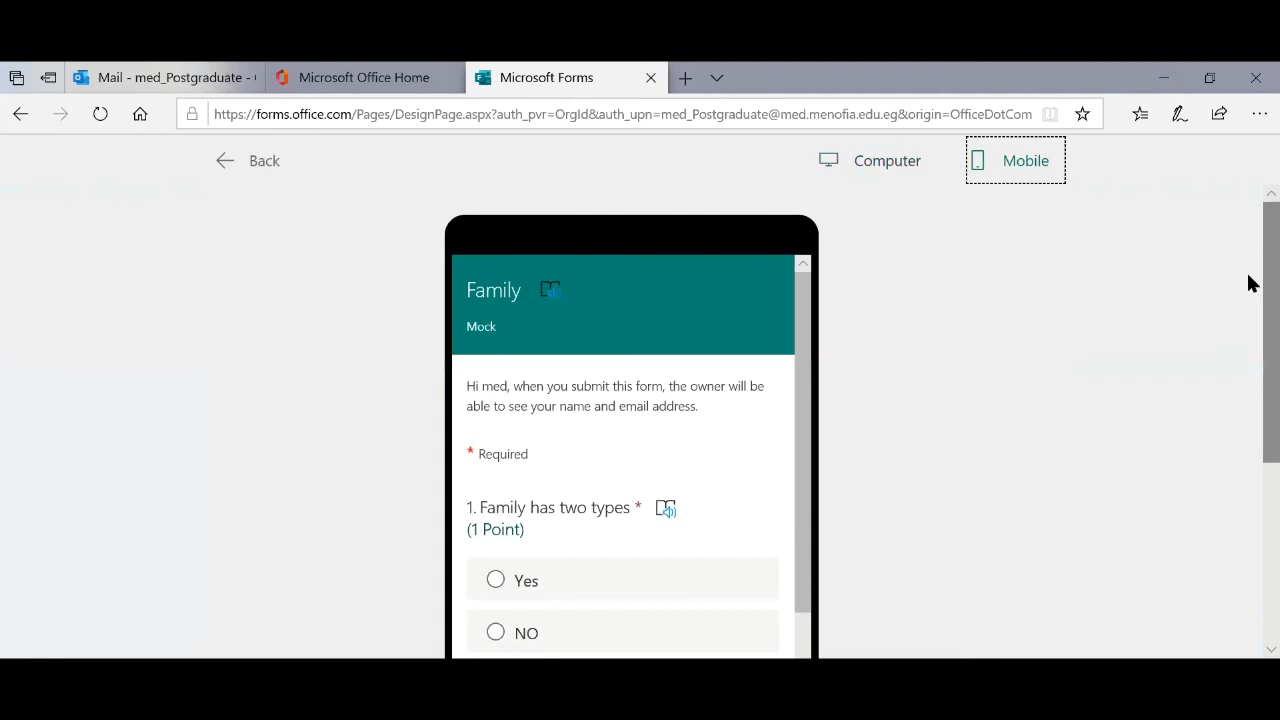 Mail - med_Postgraduate -
Microsoft Office Home
Microsoft Forms
https://forms.office.com/Pages/DesignPage.aspx?auth_pvr=OrgId&auth_upn=med_Postgraduate@med.menofia.edu.eg&origin=OfficeDotCom
Back
Computer
Mobile
Family
Mock
Hi med, when you submit this form, the owner will be
able to see your name and email address.
* Required
1. Family has two types *
(1 Point)
Yes
NO